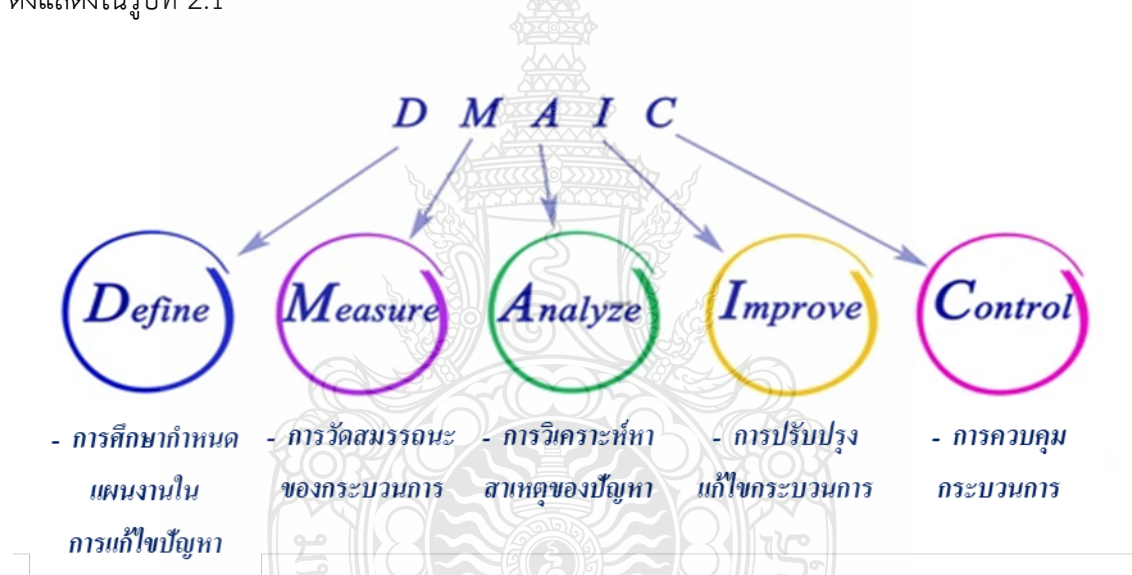 ดังแสดงในรูปที่ 2.1
D M A I C
Define Measure Analyze Improve Control
- การศึกษากำหนด - การวัดสมรรถนะ - การวิเคราะห์หา - การปรับปรุง - การควบคุม
แผนงานใน ของกระบวนการ สาเหตุของปัญหา แก้ไขกระบวนการ กระบวนการ
การแก้ไขปัญหา